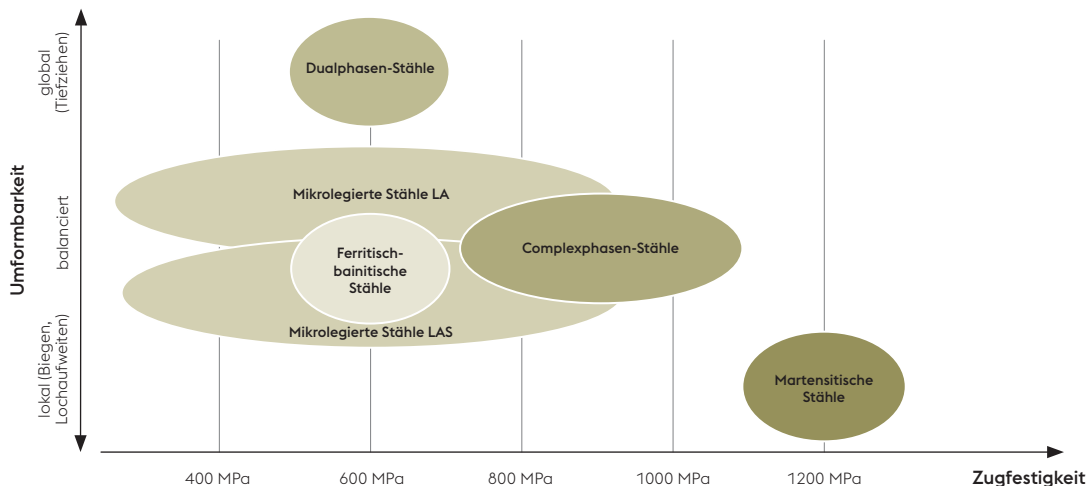 Umformbarkeit
global
(Tiefziehen)
balanciert
lokal (Biegen,
Lochaufweiten)
Dualphasen-Stähle
Mikrolegierte Stähle LA
Ferritisch-
bainitische
Stähle
Complexphasen-Stähle
Mikrolegierte Stähle LAS
Martensitische
Stähle
400 MPa
600 MPa
800 MPa
1000 MPa
1200 MPa
Zugfestigkeit